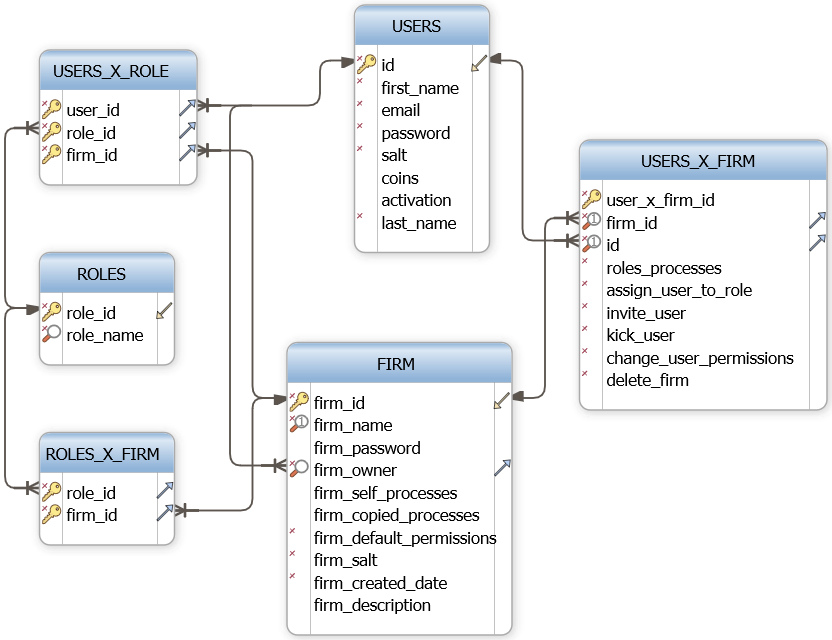 USERS
id
first_name
email
password
salt
coins
activation
last_name
USERS_X_ROLE
user_id
role_id
firm_id
USERS_X_FIRM
user_x_firm_id
firm_id
id
roles_processes
assign_user_to_role
invite_user
kick_user
change_user_permissions
delete_firm
ROLES
role_id
role_name
FIRM
firm_id
firm_name
firm_password
firm_owner
firm_self_processes
firm_copied_processes
firm_default_permissions
firm_salt
firm_created_date
firm_description
ROLES_X_FIRM
role_id
firm_id